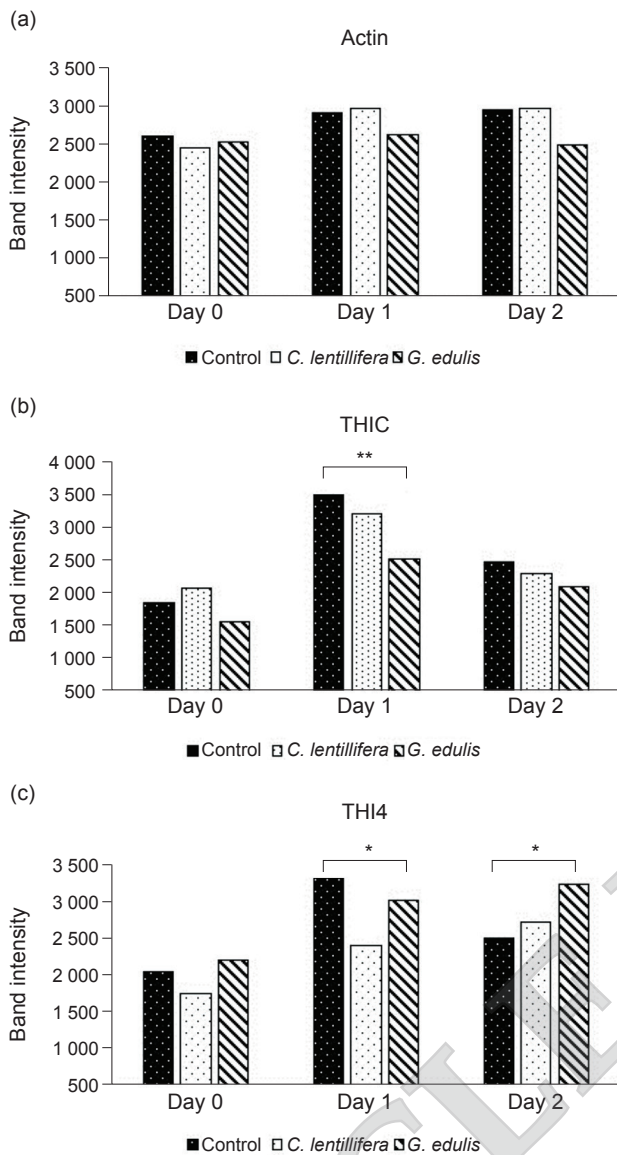 (a)
Actin
Band intensity
3 500
3 000
2 500
2 000
1 500
1 000
500
Day 0 Day 1 Day 2
Control C. lentillifera G. edulis
(b)
THIC
Band intensity
4 000
3 500
3 000
2 500
2 000
1 500
1 000
500
**
Day 0 Day 1 Day 2
Control C. lentillifera G. edulis
(c)
THI4
Band intensity
3 500
3 000
2 500
2 000
1 500
1 000
500
* *
Day 0 Day 1 Day 2
Control C. lentillifera G. edulis